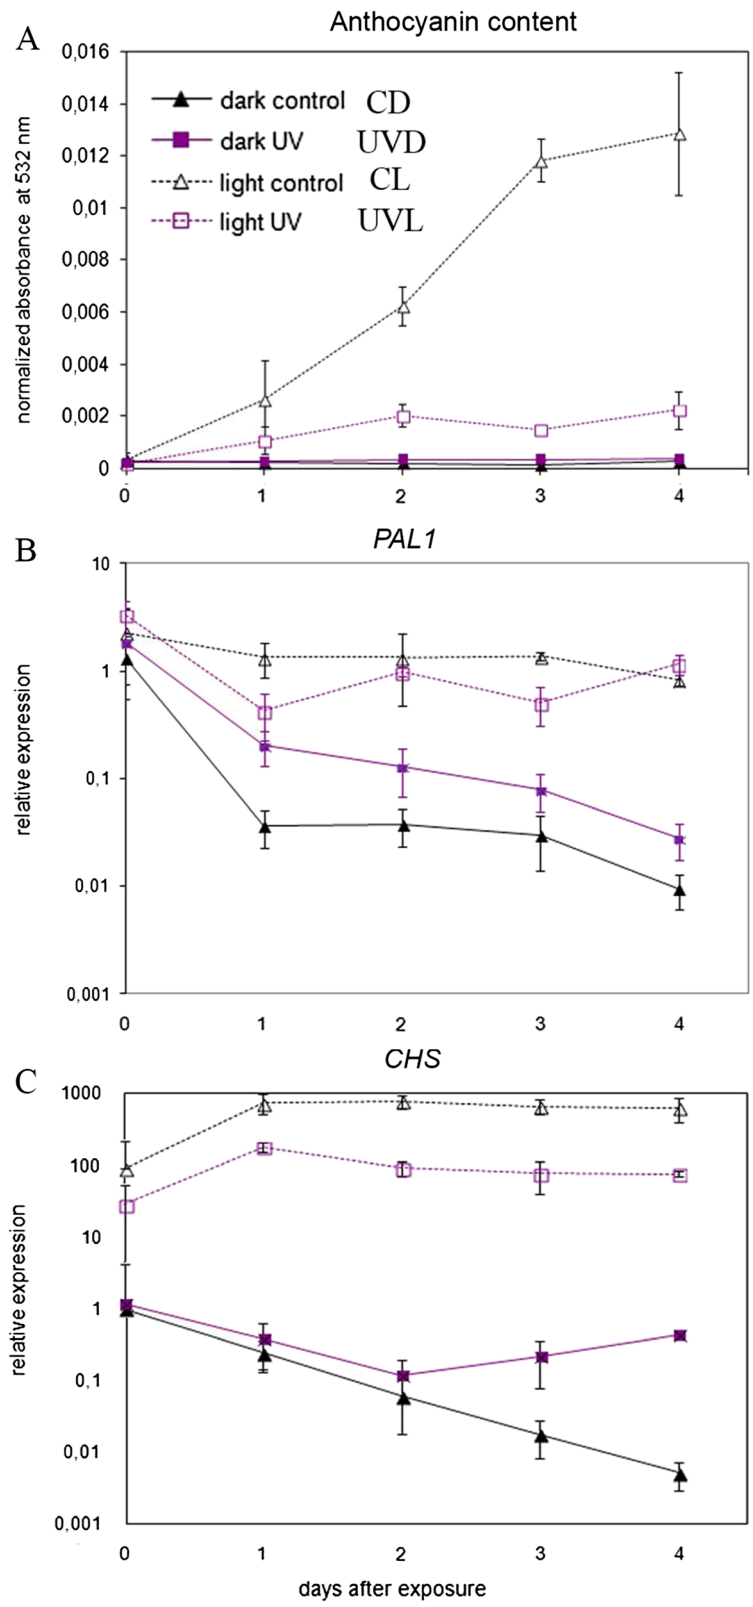 Anthocyanin content
A
0,016
0,014
0,012
0,01
0,008
0,006
0,004
0,002
0
normalized absorbance at 532 nm
dark control CD
dark UV UVD
light control CL
light UV UVL
0 1 2 3 4
PAL1
B
10
1
0,1
0,01
0,001
relative expression
0 1 2 3 4
CHS
C
1000
100
10
1
0,1
0,01
0,001
relative expression
0 1 2 3 4
days after exposure